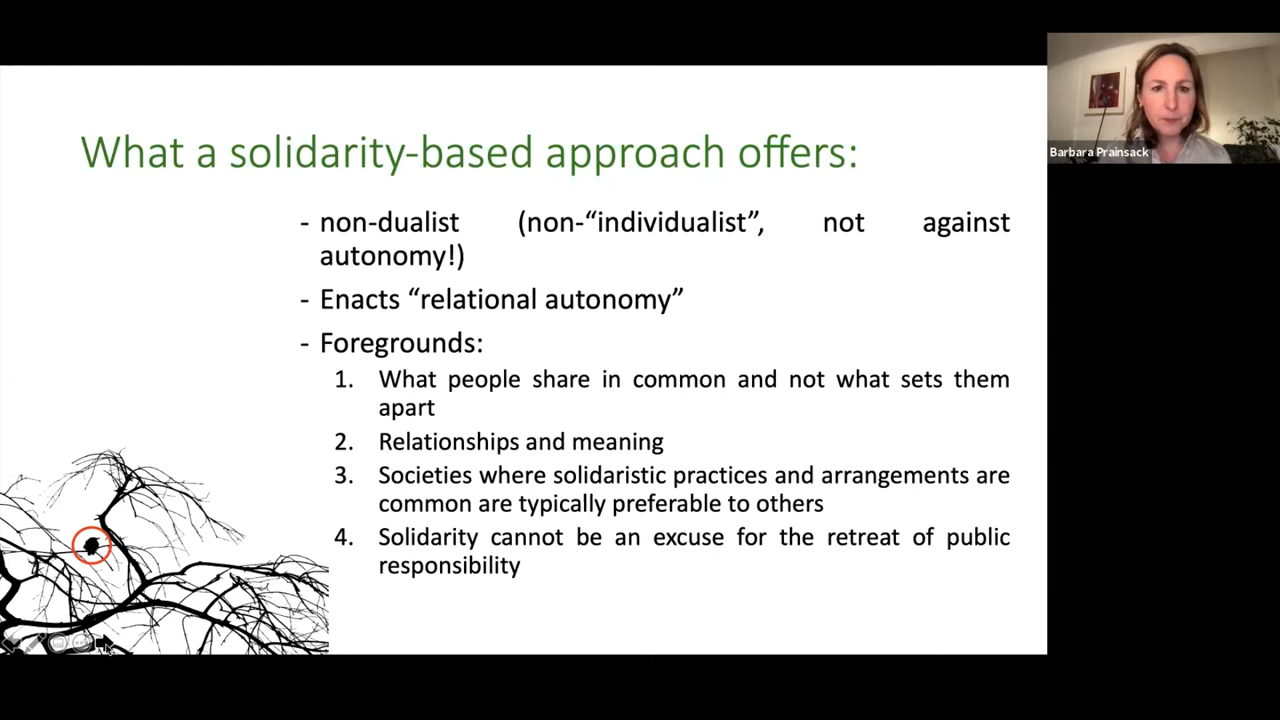 What a solidarity-based approach offers:
- non-dualist (non-“individualist”, not against
autonomy!)
- Enacts “relational autonomy”
- Foregrounds:
1. What people share in common and not what sets them
apart
2. Relationships and meaning
3. Societies where solidaristic practices and arrangements are
common are typically preferable to others
4. Solidarity cannot be an excuse for the retreat of public
responsibility
Barbara Prainsack